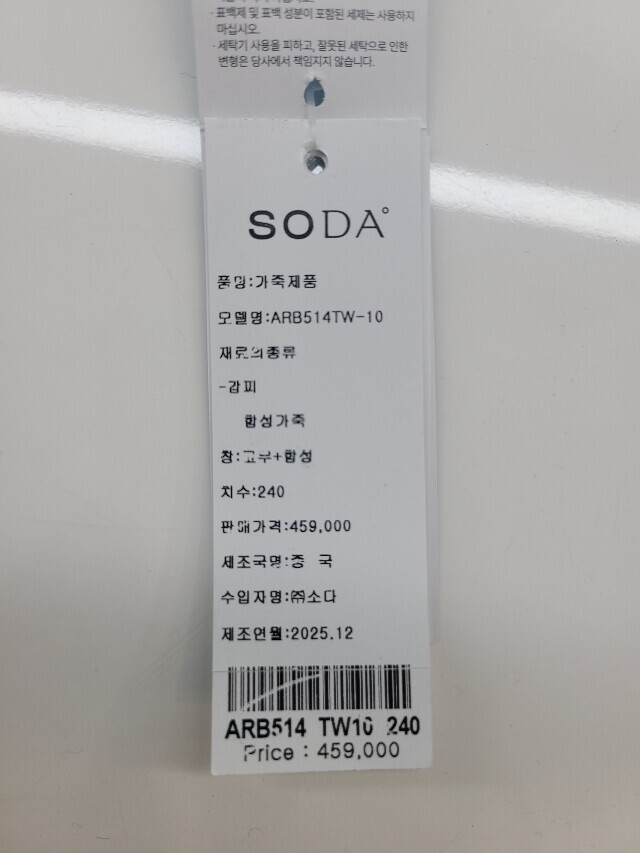 · 표백제 및 표백 성분이 포함된 세제는 사용하지
마십시오.
· 세탁기 사용을 피하고, 잘못된 세탁으로 인한
변형은 당사에서 책임지지 않습니다.
SODA°
품명:가죽제품
모델명:ARB514TW-10
재료의종류
-갑피
합성가죽
창:고무+합성
치수:240
판매가격:459,000
제조국명:중 국
수입자명:㈜소다
제조연월:2025.12
ARB514 TW10 240
Price : 459,000